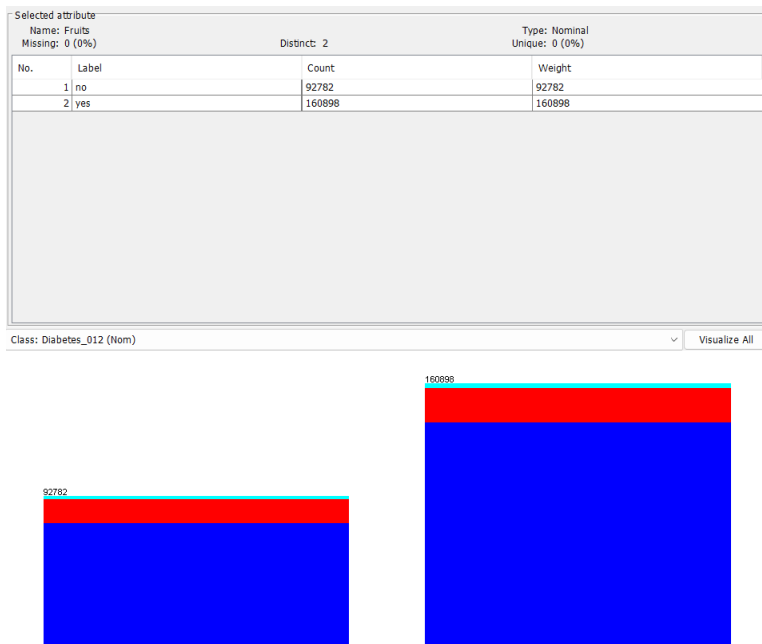 Selected attribute
Name: Fruits Type: Nominal
Missing: 0 (0%) Distinct: 2 Unique: 0 (0%)
No. Label Count Weight
1 no 92782 92782
2 yes 160898 160898
Class: Diabetes_012 (Nom) Visualize All
160898
92782